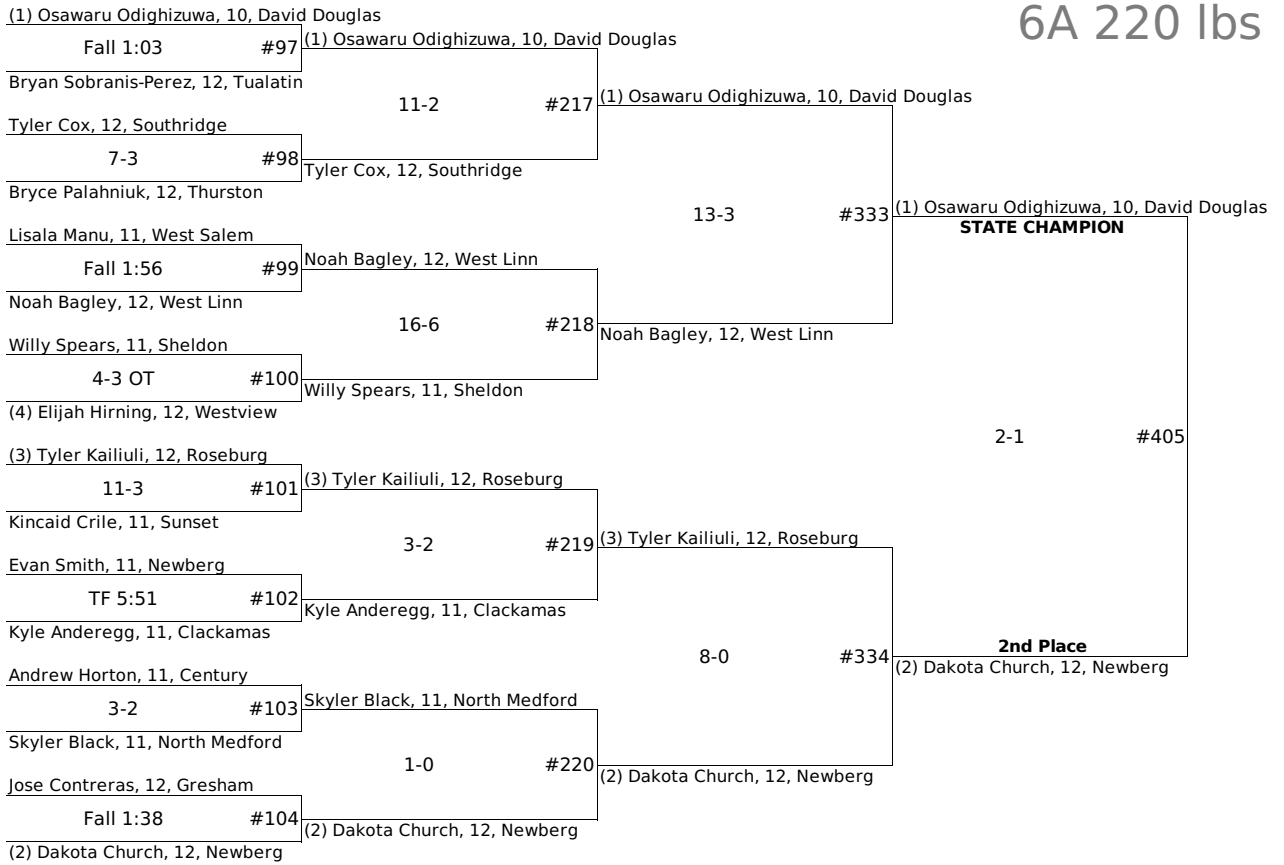 6A 220 lbs
(1) Osawaru Odighizuwa, 10, David Douglas
Fall 1:03 #97
Bryan Sobranis-Perez, 12, Tualatin
(1) Osawaru Odighizuwa, 10, David Douglas
11-2 #217
Tyler Cox, 12, Southridge
7-3 #98
Bryce Palahniuk, 12, Thurston
Tyler Cox, 12, Southridge
(1) Osawaru Odighizuwa, 10, David Douglas
13-3 #333
Lisala Manu, 11, West Salem
Fall 1:56 #99
Noah Bagley, 12, West Linn
Noah Bagley, 12, West Linn
16-6 #218
Willy Spears, 11, Sheldon
4-3 OT #100
(4) Elijah Hirning, 12, Westview
Willy Spears, 11, Sheldon
Noah Bagley, 12, West Linn
(1) Osawaru Odighizuwa, 10, David Douglas
STATE CHAMPION
2-1 #405
(3) Tyler Kailiuli, 12, Roseburg
11-3 #101
Kincaid Crile, 11, Sunset
(3) Tyler Kailiuli, 12, Roseburg
3-2 #219
Evan Smith, 11, Newberg
TF 5:51 #102
Kyle Anderegg, 11, Clackamas
Kyle Anderegg, 11, Clackamas
(3) Tyler Kailiuli, 12, Roseburg
8-0 #334
Andrew Horton, 11, Century
3-2 #103
Skyler Black, 11, North Medford
Skyler Black, 11, North Medford
1-0 #220
Jose Contreras, 12, Gresham
Fall 1:38 #104
(2) Dakota Church, 12, Newberg
(2) Dakota Church, 12, Newberg
(2) Dakota Church, 12, Newberg
2nd Place
(2) Dakota Church, 12, Newberg